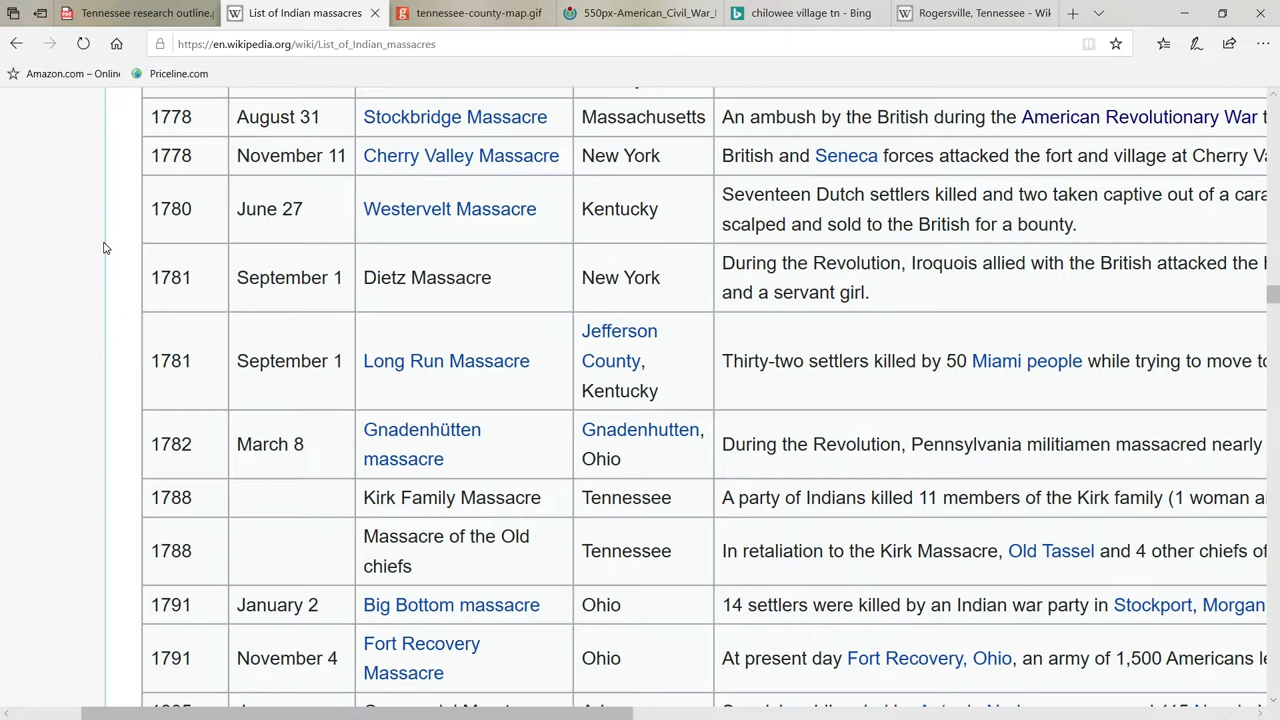 Tennessee research outline.
List of Indian massacres
tennessee-county-map.gif
550px-American_Civil_War_
chilowee village tn - Bing
Rogersville, Tennessee - Wik
https://en.wikipedia.org/wiki/List_of_Indian_massacres
Amazon.com – Online
Priceline.com
1778 August 31 Stockbridge Massacre Massachusetts An ambush by the British during the American Revolutionary War t
1778 November 11 Cherry Valley Massacre New York British and Seneca forces attacked the fort and village at Cherry Va
1780 June 27 Westervelt Massacre Kentucky Seventeen Dutch settlers killed and two taken captive out of a cara
scalped and sold to the British for a bounty.
1781 September 1 Dietz Massacre New York During the Revolution, Iroquois allied with the British attacked the h
and a servant girl.
1781 September 1 Long Run Massacre Jefferson
County,
Kentucky Thirty-two settlers killed by 50 Miami people while trying to move to
1782 March 8 Gnadenhütten
massacre Gnadenhutten,
Ohio During the Revolution, Pennsylvania militiamen massacred nearly
1788 Kirk Family Massacre Tennessee A party of Indians killed 11 members of the Kirk family (1 woman a
1788 Massacre of the Old
chiefs Tennessee In retaliation to the Kirk Massacre, Old Tassel and 4 other chiefs of
1791 January 2 Big Bottom massacre Ohio 14 settlers were killed by an Indian war party in Stockport, Morgan
1791 November 4 Fort Recovery
Massacre Ohio At present day Fort Recovery, Ohio, an army of 1,500 Americans le